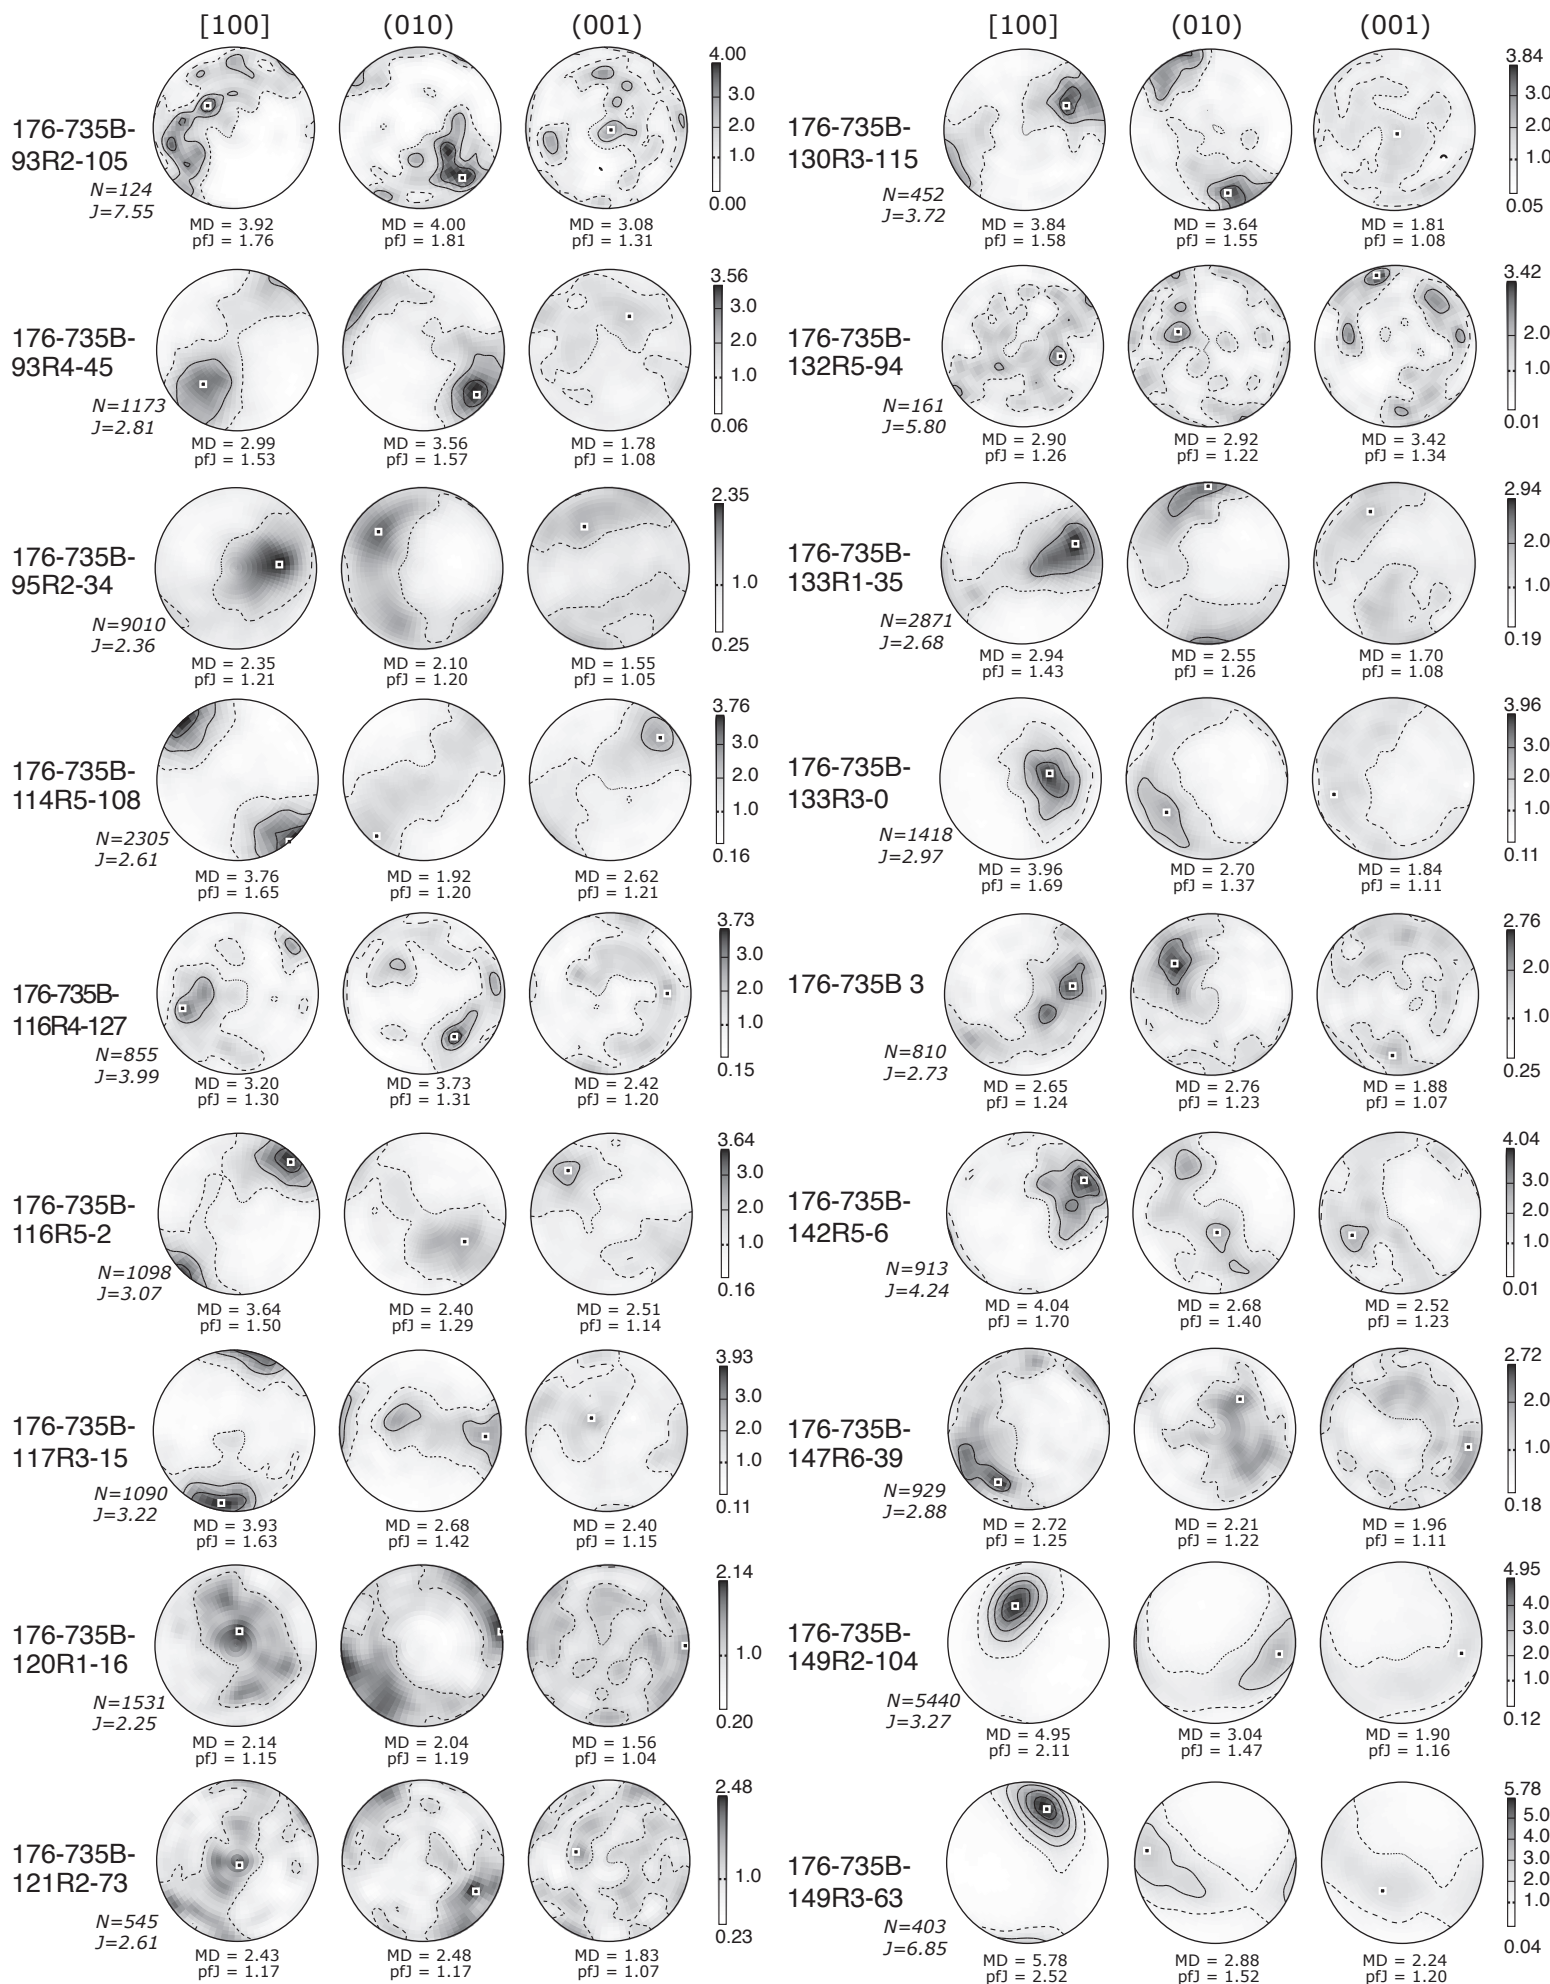 [100] (010) (001)
4.00
3.0
2.0
1.0
0.00
176-735B-
93R2-105
N=124
J=7.55
MD = 3.92 MD = 4.00 MD = 3.08
pfJ = 1.76 pfJ = 1.81 pfJ = 1.31
3.56
3.0
2.0
1.0
0.06
176-735B-
93R4-45
N=1173
J=2.81
MD = 2.99 MD = 3.56 MD = 1.78
pfJ = 1.53 pfJ = 1.57 pfJ = 1.08
2.35
1.0
0.25
176-735B-
95R2-34
N=9010
J=2.36
MD = 2.35 MD = 2.10 MD = 1.55
pfJ = 1.21 pfJ = 1.20 pfJ = 1.05
3.76
3.0
2.0
1.0
0.16
176-735B-
114R5-108
N=2305
J=2.61
MD = 3.76 MD = 1.92 MD = 2.62
pfJ = 1.65 pfJ = 1.20 pfJ = 1.21
3.73
3.0
2.0
1.0
0.15
176-735B-
116R4-127
N=855
J=3.99
MD = 3.20 MD = 3.73 MD = 2.42
pfJ = 1.30 pfJ = 1.31 pfJ = 1.20
3.64
3.0
2.0
1.0
0.16
176-735B-
116R5-2
N=1098
J=3.07
MD = 3.64 MD = 2.40 MD = 2.51
pfJ = 1.50 pfJ = 1.29 pfJ = 1.14
3.93
3.0
2.0
1.0
0.11
176-735B-
117R3-15
N=1090
J=3.22
MD = 3.93 MD = 2.68 MD = 2.40
pfJ = 1.63 pfJ = 1.42 pfJ = 1.15
2.14
1.0
0.20
176-735B-
120R1-16
N=1531
J=2.25
MD = 2.14 MD = 2.04 MD = 1.56
pfJ = 1.15 pfJ = 1.19 pfJ = 1.04
2.48
1.0
0.23
176-735B-
121R2-73
N=545
J=2.61
MD = 2.43 MD = 2.48 MD = 1.83
pfJ = 1.17 pfJ = 1.17 pfJ = 1.07
[100] (010) (001)
3.84
3.0
2.0
1.0
0.05
176-735B-
130R3-115
N=452
J=3.72
MD = 3.84 MD = 3.64 MD = 1.81
pfJ = 1.58 pfJ = 1.55 pfJ = 1.08
3.42
2.0
1.0
0.01
176-735B-
132R5-94
N=161
J=5.80
MD = 2.90 MD = 2.92 MD = 3.42
pfJ = 1.26 pfJ = 1.22 pfJ = 1.34
2.94
2.0
1.0
0.19
176-735B-
133R1-35
N=2871
J=2.68
MD = 2.94 MD = 2.55 MD = 1.70
pfJ = 1.43 pfJ = 1.26 pfJ = 1.08
3.96
3.0
2.0
1.0
0.11
176-735B-
133R3-0
N=1418
J=2.97
MD = 3.96 MD = 2.70 MD = 1.84
pfJ = 1.69 pfJ = 1.37 pfJ = 1.11
2.76
2.0
1.0
0.25
176-735B 3
N=810
J=2.73
MD = 2.65 MD = 2.76 MD = 1.88
pfJ = 1.24 pfJ = 1.23 pfJ = 1.07
4.04
3.0
2.0
1.0
0.01
176-735B-
142R5-6
N=913
J=4.24
MD = 4.04 MD = 2.68 MD = 2.52
pfJ = 1.70 pfJ = 1.40 pfJ = 1.23
2.72
2.0
1.0
0.18
176-735B-
147R6-39
N=929
J=2.88
MD = 2.72 MD = 2.21 MD = 1.96
pfJ = 1.25 pfJ = 1.22 pfJ = 1.11
4.95
4.0
3.0
2.0
1.0
0.12
176-735B-
149R2-104
N=5440
J=3.27
MD = 4.95 MD = 3.04 MD = 1.90
pfJ = 2.11 pfJ = 1.47 pfJ = 1.16
5.78
5.0
4.0
3.0
2.0
1.0
0.04
176-735B-
149R3-63
N=403
J=6.85
MD = 5.78 MD = 2.88 MD = 2.24
pfJ = 2.52 pfJ = 1.52 pfJ = 1.20